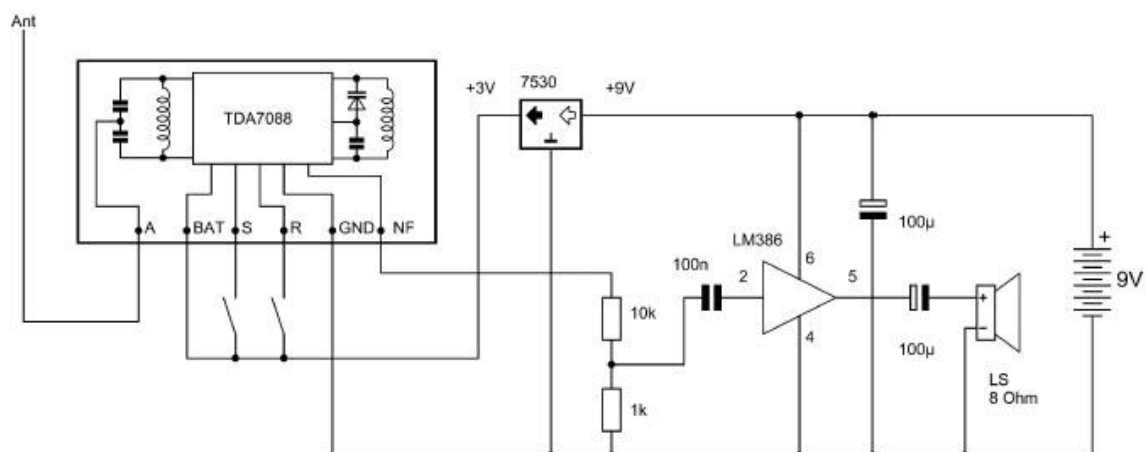 Ant
+3V
7530
+9V
TDA7088
A
BAT
S
R
GND
NF
10k
1k
100n
LM386
2
6
5
4
100µ
100µ
+
-
LS
8 Ohm
+
9V